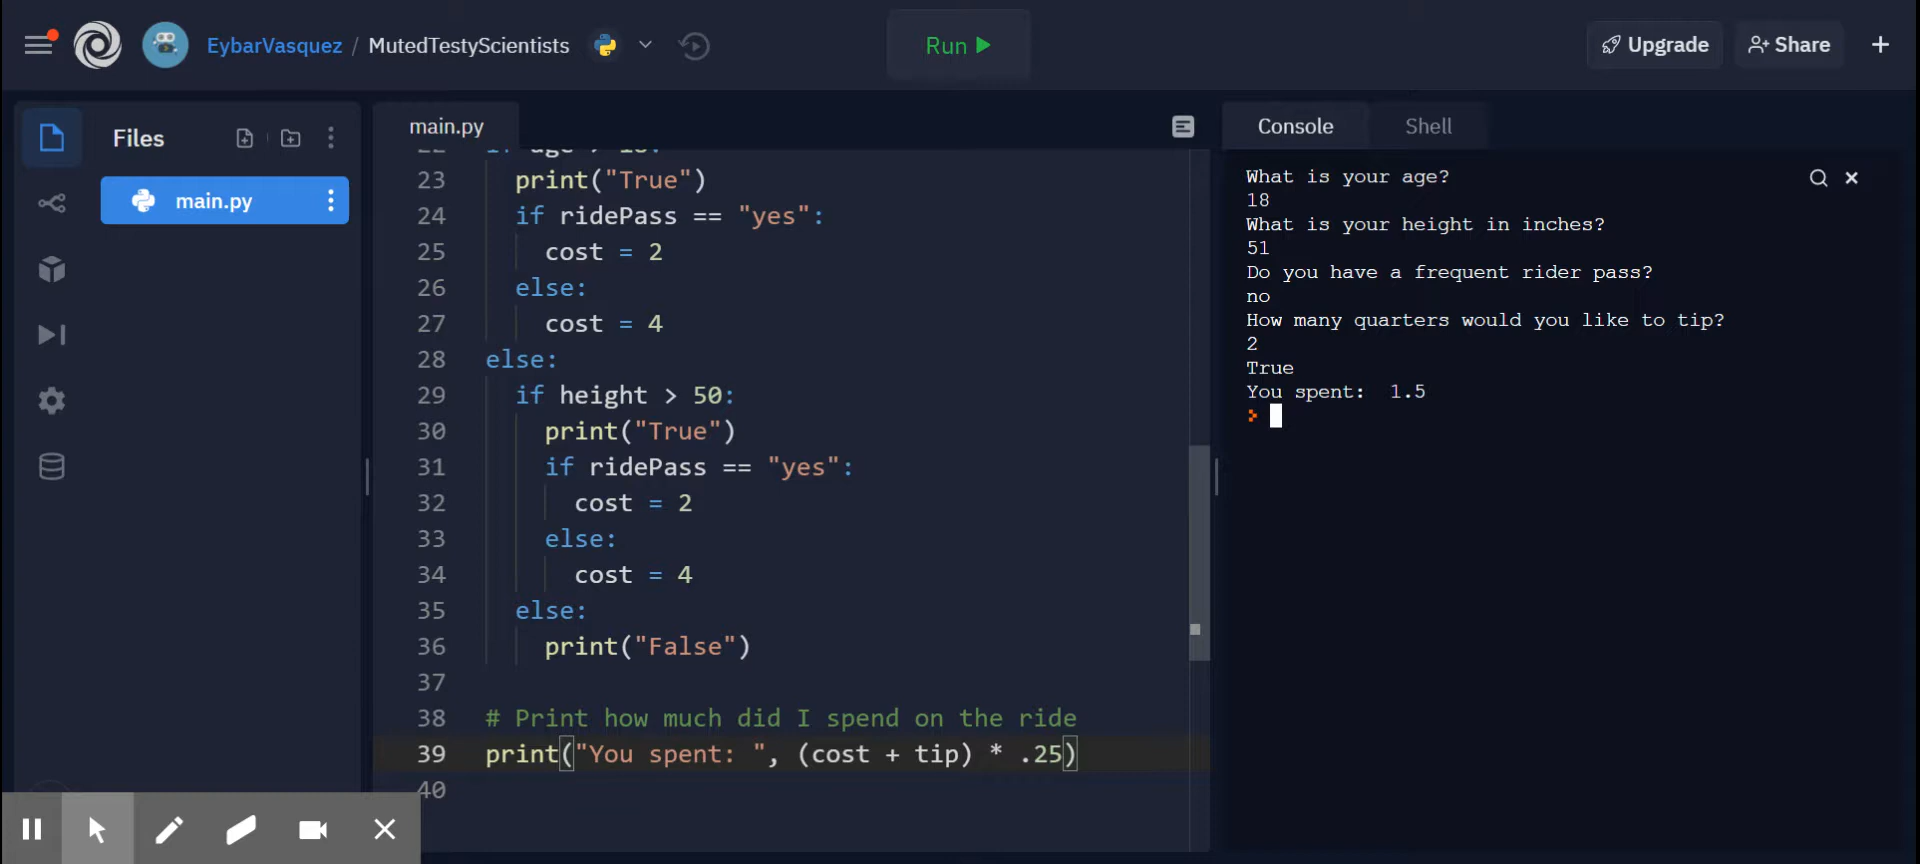 EybarVasquez / MutedTestyScientists
Run
Upgrade
Share
Files
main.py
main.py
22 if age > 18:
23 print("True")
24 if ridePass == "yes":
25 cost = 2
26 else:
27 cost = 4
28 else:
29 if height > 50:
30 print("True")
31 if ridePass == "yes":
32 cost = 2
33 else:
34 cost = 4
35 else:
36 print("False")
37
38 # Print how much did I spend on the ride
39 print("You spent: ", (cost + tip) * .25)
40
Console
Shell
What is your age?
18
What is your height in inches?
51
Do you have a frequent rider pass?
no
How many quarters would you like to tip?
2
True
You spent:  1.5